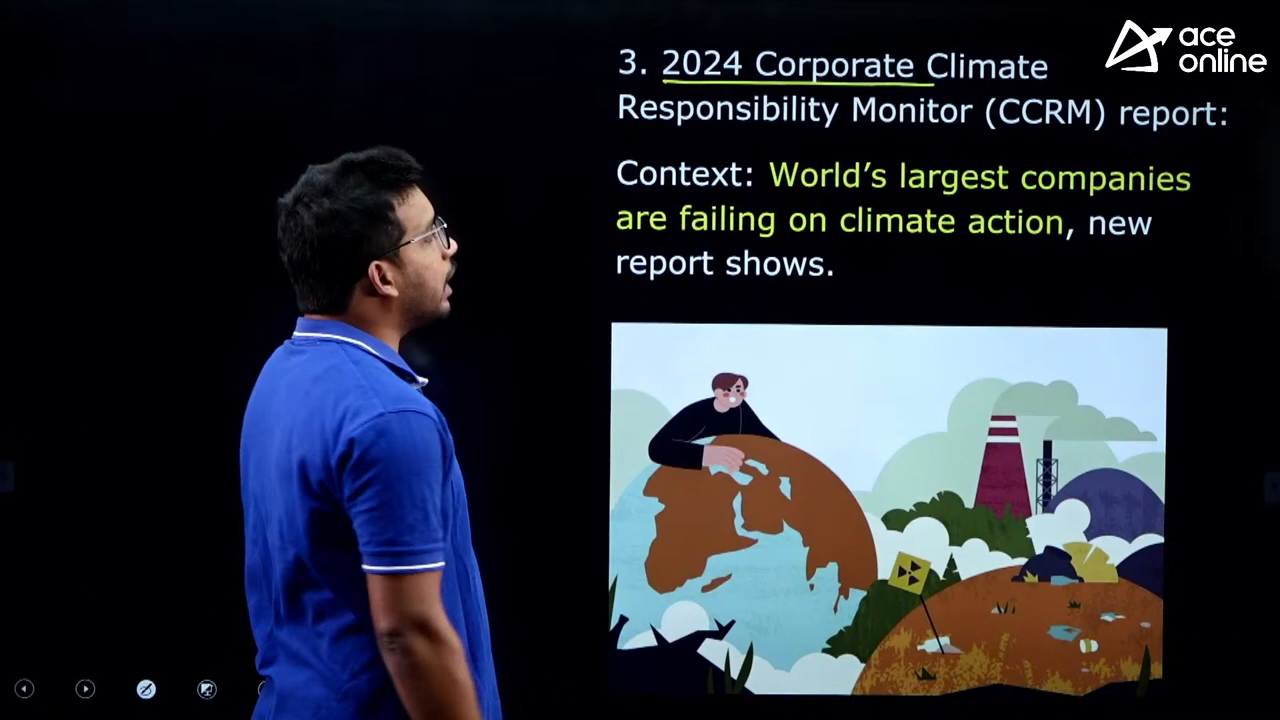 ace
online
3. 2024 Corporate Climate
Responsibility Monitor (CCRM) report:
Context: World’s largest companies
are failing on climate action, new
report shows.